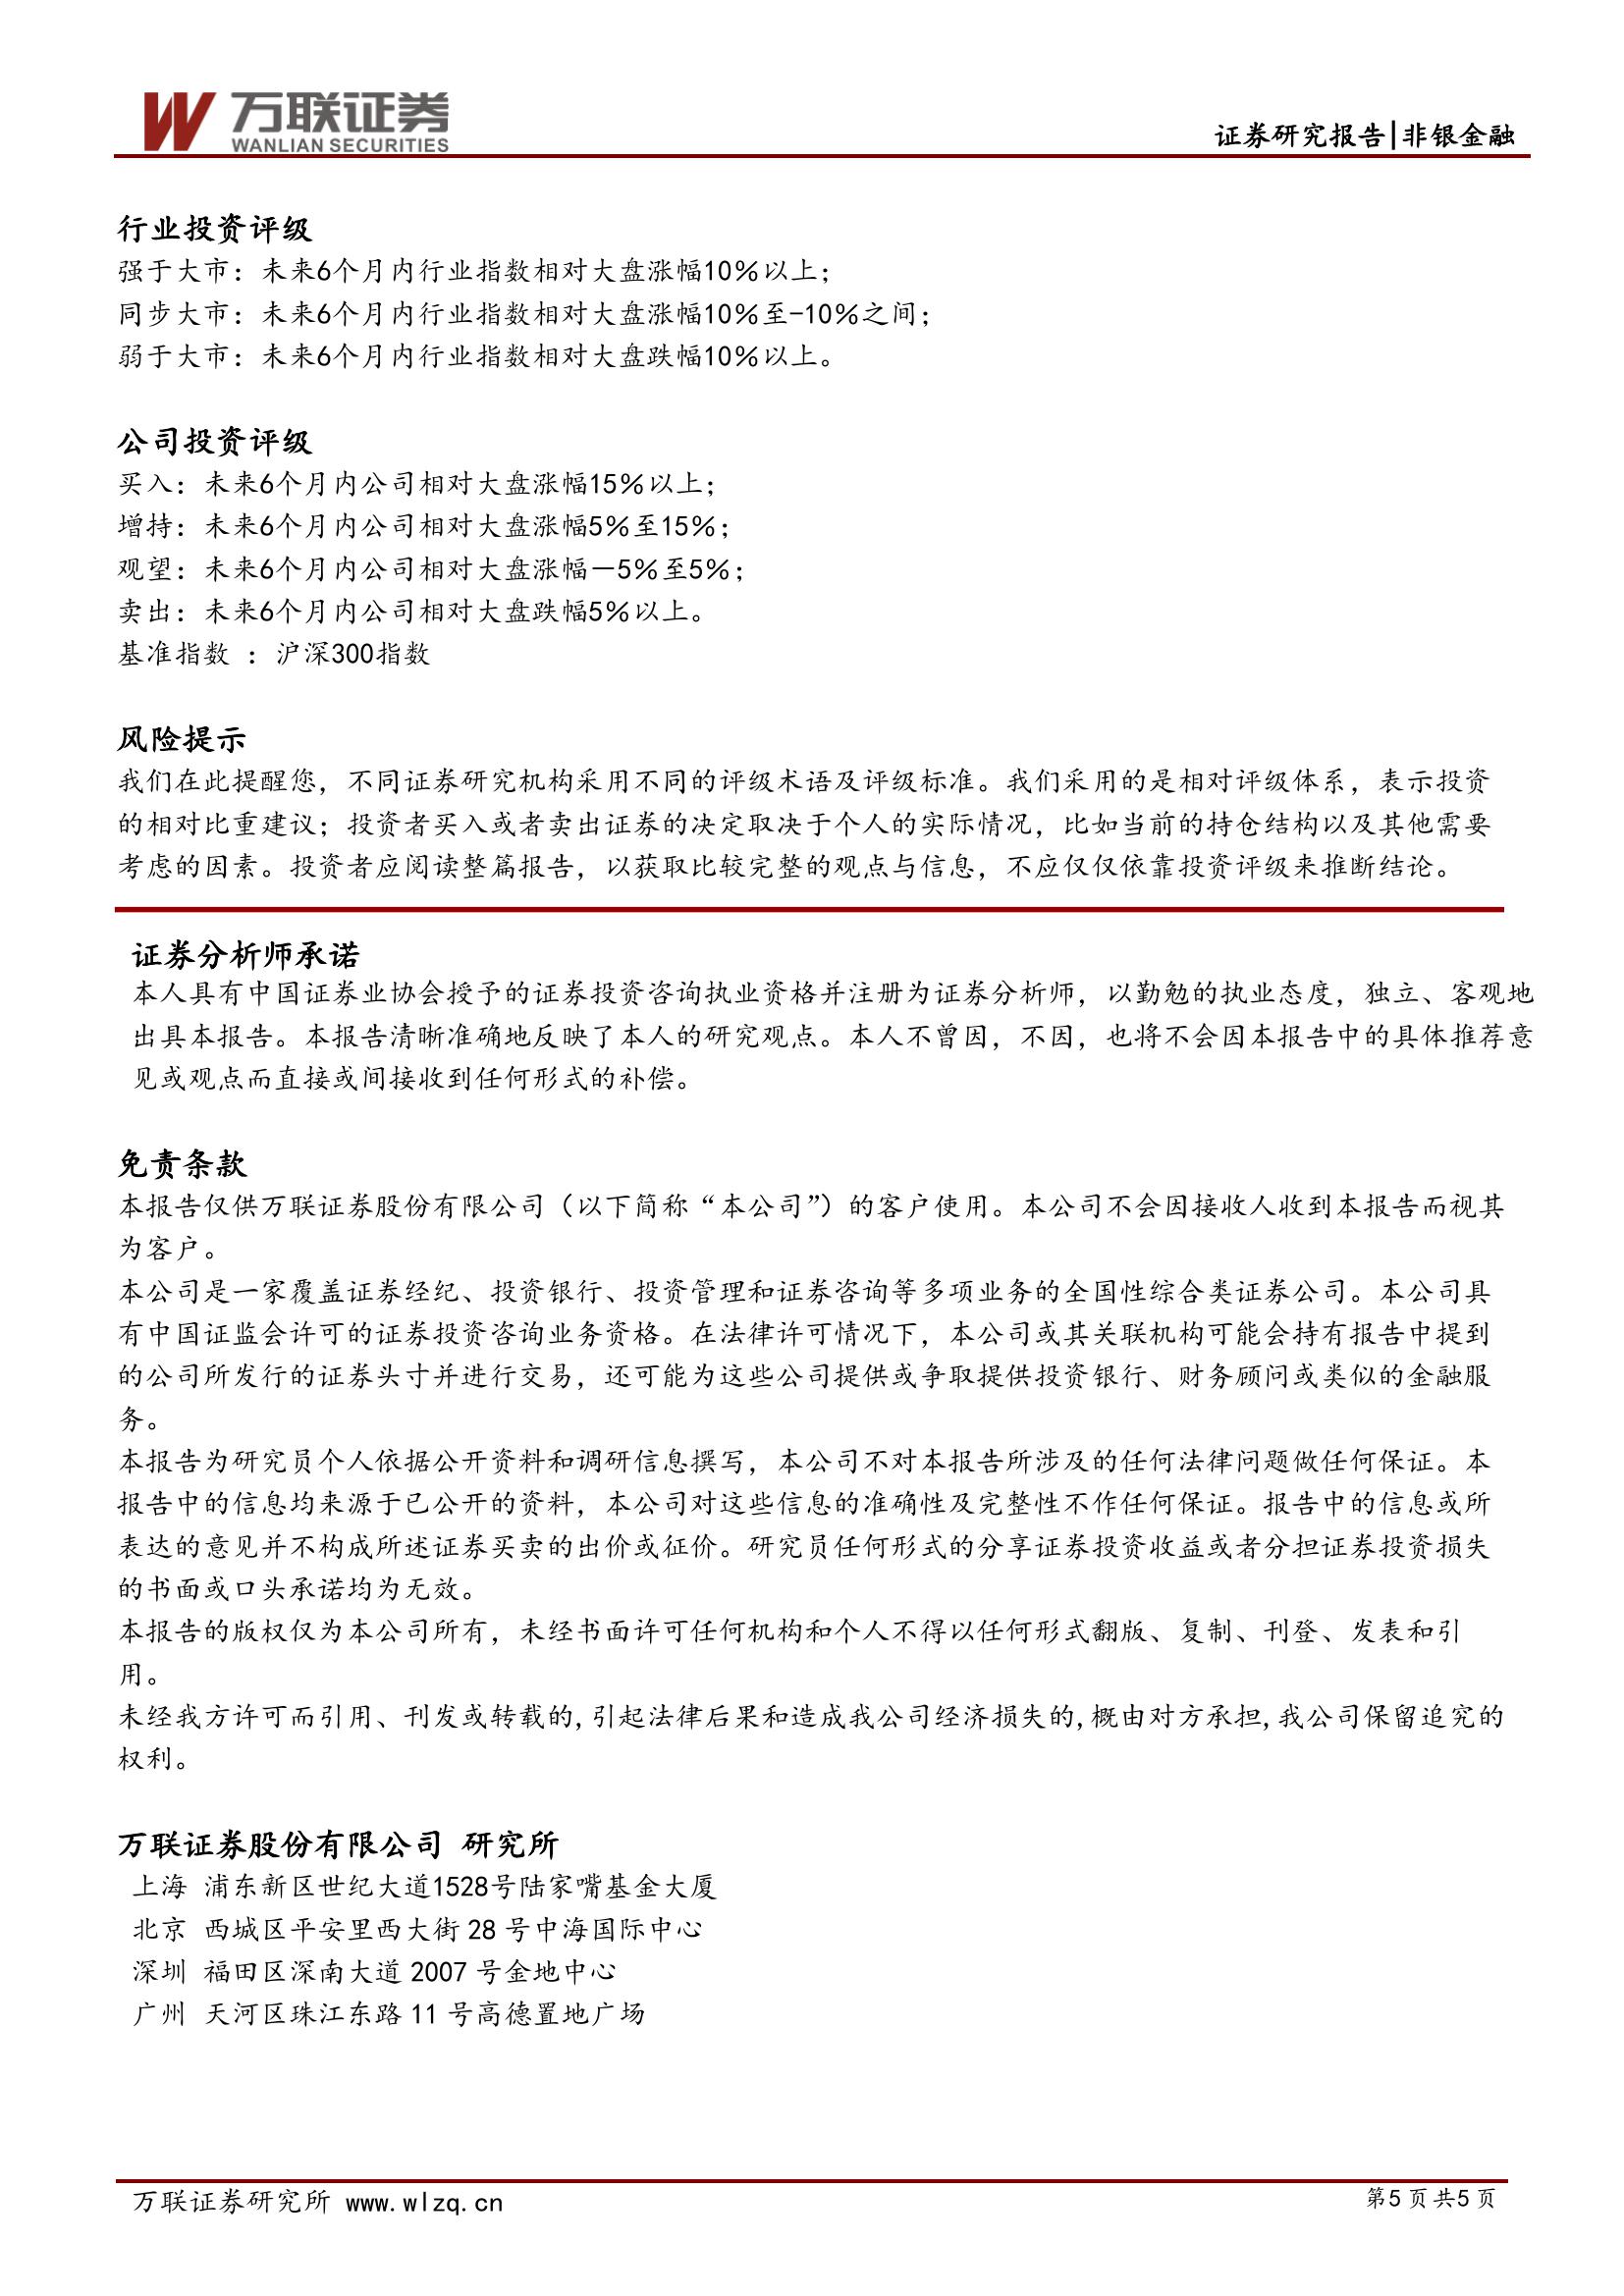 万联证券
WANLIAN SECURITIES
证券研究报告|非银金融
行业投资评级
强于大市：未来6个月内行业指数相对大盘涨幅10％以上；
同步大市：未来6个月内行业指数相对大盘涨幅10％至-10％之间；
弱于大市：未来6个月内行业指数相对大盘跌幅10％以上。
公司投资评级
买入：未来6个月内公司相对大盘涨幅15％以上；
增持：未来6个月内公司相对大盘涨幅5％至15％；
观望：未来6个月内公司相对大盘涨幅－5％至5％；
卖出：未来6个月内公司相对大盘跌幅5％以上。
基准指数 ：沪深300指数
风险提示
我们在此提醒您，不同证券研究机构采用不同的评级术语及评级标准。我们采用的是相对评级体系，表示投资
的相对比重建议；投资者买入或者卖出证券的决定取决于个人的实际情况，比如当前的持仓结构以及其他需要
考虑的因素。投资者应阅读整篇报告，以获取比较完整的观点与信息，不应仅仅依靠投资评级来推断结论。
证券分析师承诺
本人具有中国证券业协会授予的证券投资咨询执业资格并注册为证券分析师，以勤勉的执业态度，独立、客观地
出具本报告。本报告清晰准确地反映了本人的研究观点。本人不曾因，不因，也将不会因本报告中的具体推荐意
见或观点而直接或间接收到任何形式的补偿。
免责条款
本报告仅供万联证券股份有限公司（以下简称“本公司”）的客户使用。本公司不会因接收人收到本报告而视其
为客户。
本公司是一家覆盖证券经纪、投资银行、投资管理和证券咨询等多项业务的全国性综合类证券公司。本公司具
有中国证监会许可的证券投资咨询业务资格。在法律许可情况下，本公司或其关联机构可能会持有报告中提到
的公司所发行的证券头寸并进行交易，还可能为这些公司提供或争取提供投资银行、财务顾问或类似的金融服
务。
本报告为研究员个人依据公开资料和调研信息撰写，本公司不对本报告所涉及的任何法律问题做任何保证。本
报告中的信息均来源于已公开的资料，本公司对这些信息的准确性及完整性不作任何保证。报告中的信息或所
表达的意见并不构成所述证券买卖的出价或征价。研究员任何形式的分享证券投资收益或者分担证券投资损失
的书面或口头承诺均为无效。
本报告的版权仅为本公司所有，未经书面许可任何机构和个人不得以任何形式翻版、复制、刊登、发表和引
用。
未经我方许可而引用、刊发或转载的,引起法律后果和造成我公司经济损失的,概由对方承担,我公司保留追究的
权利。
万联证券股份有限公司 研究所
上海 浦东新区世纪大道1528号陆家嘴基金大厦
北京 西城区平安里西大街 28 号中海国际中心
深圳 福田区深南大道 2007 号金地中心
广州 天河区珠江东路 11 号高德置地广场
万联证券研究所 www.wlzq.cn
第5 页 共5 页